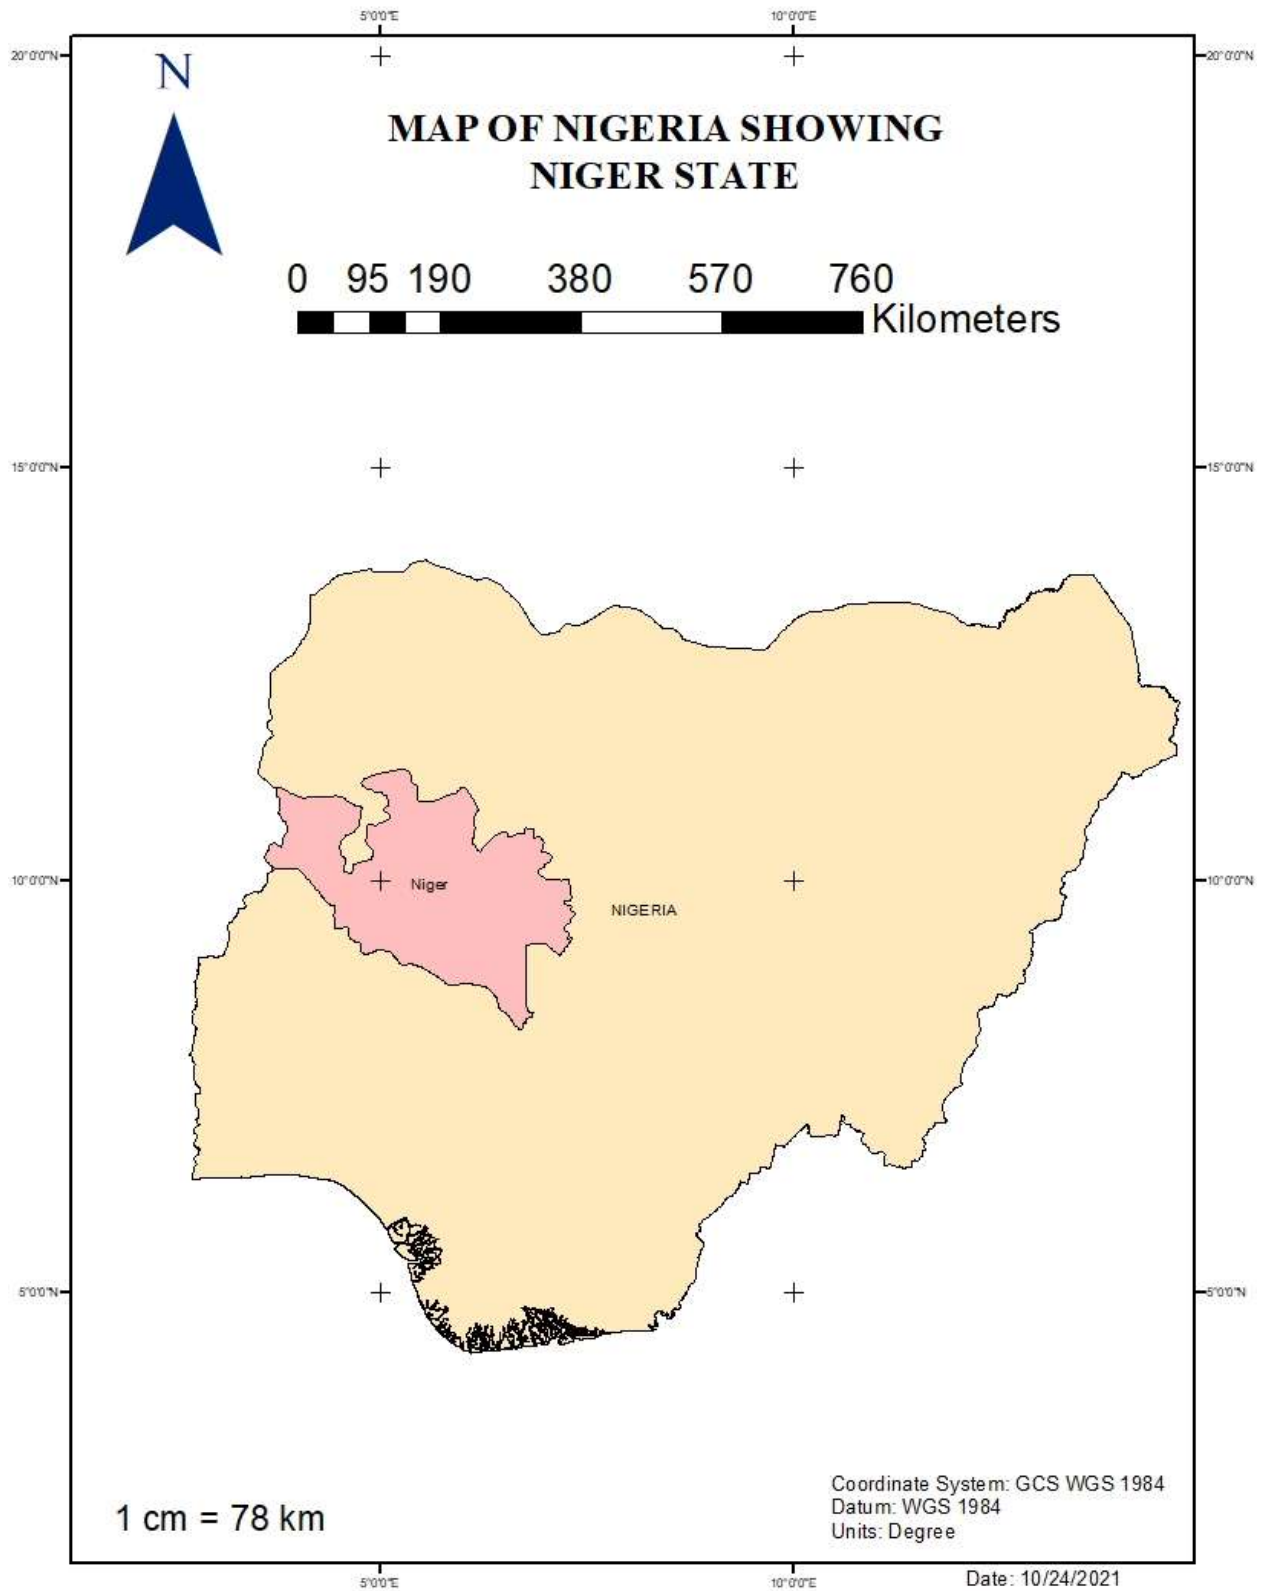 5°0'0"E 10°0'0"E
20°0'0"N 20°0'0"N
N
MAP OF NIGERIA SHOWING
NIGER STATE
0 95 190 380 570 760
Kilometers
15°0'0"N 15°0'0"N
10°0'0"N 10°0'0"N
Niger
NIGERIA
5°0'0"N 5°0'0"N
Coordinate System: GCS WGS 1984
Datum: WGS 1984
Units: Degree
1 cm = 78 km
5°0'0"E 10°0'0"E
Date: 10/24/2021